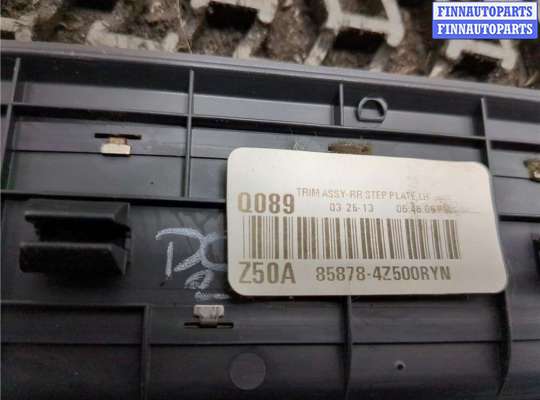 FINNAUTOPARTS
FINNAUTOPARTS
TRIM ASSY-RR STEP PLATE,LH
Q089 03-26-13
Z50A 85878-4Z500RYN